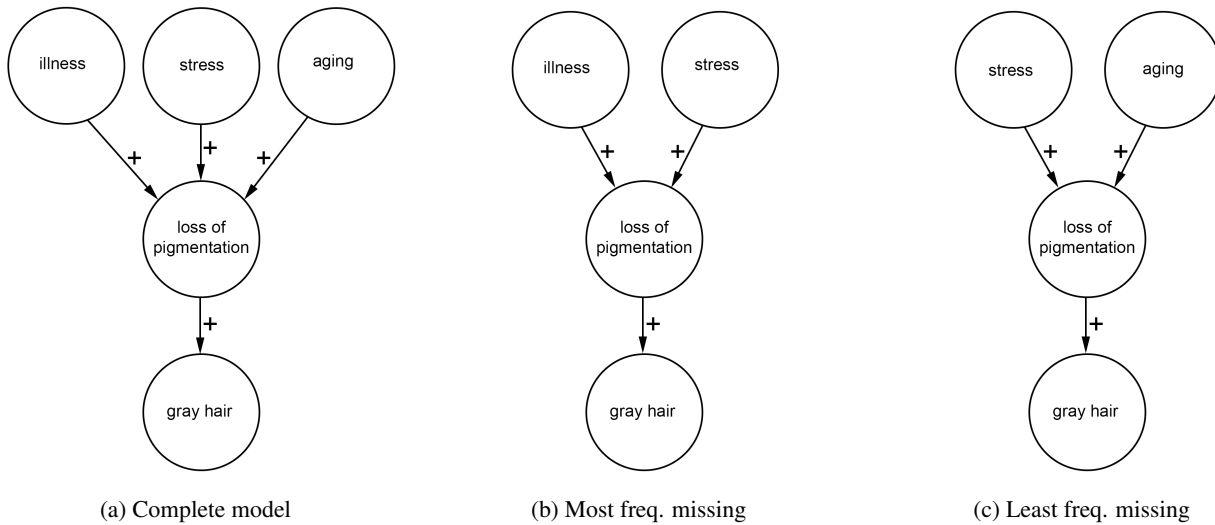 illness
stress
aging
+
+
+
loss of
pigmentation
+
gray hair
(a) Complete model
illness
stress
+
+
loss of
pigmentation
+
gray hair
(b) Most freq. missing
stress
aging
+
+
loss of
pigmentation
+
gray hair
(c) Least freq. missing